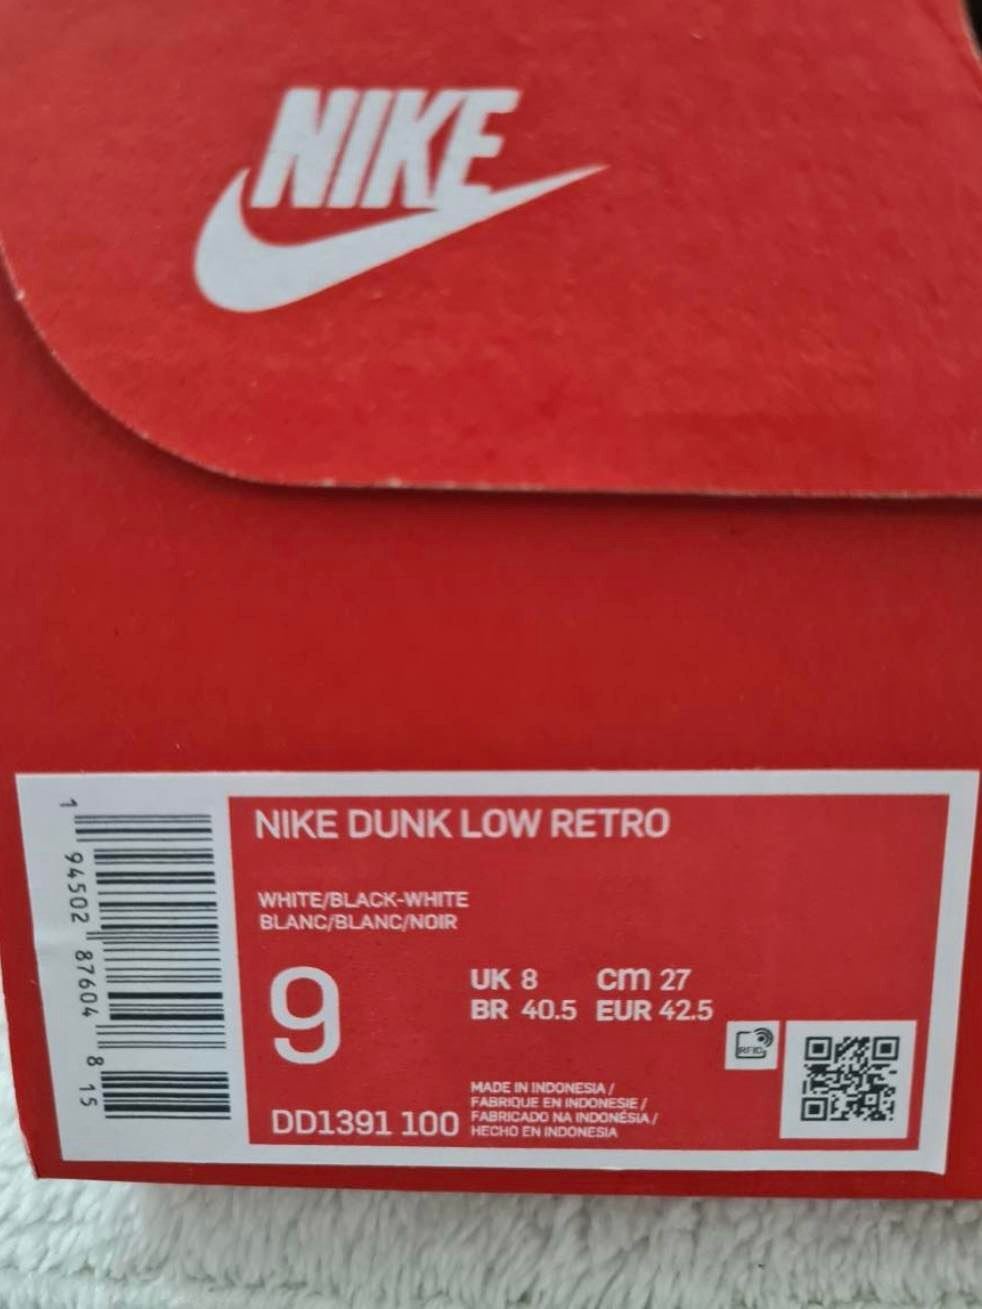 NIKE
NIKE DUNK LOW RETRO
WHITE/BLACK-WHITE
BLANC/BLANC/NOIR
9
UK 8 cm 27
BR 40.5 EUR 42.5
RFID
DD1391 100
MADE IN INDONESIA /
FABRIQUE EN INDONESIE /
FABRICADO NA INDONÉSIA /
HECHO EN INDONESIA
1 94502 87604 8 15